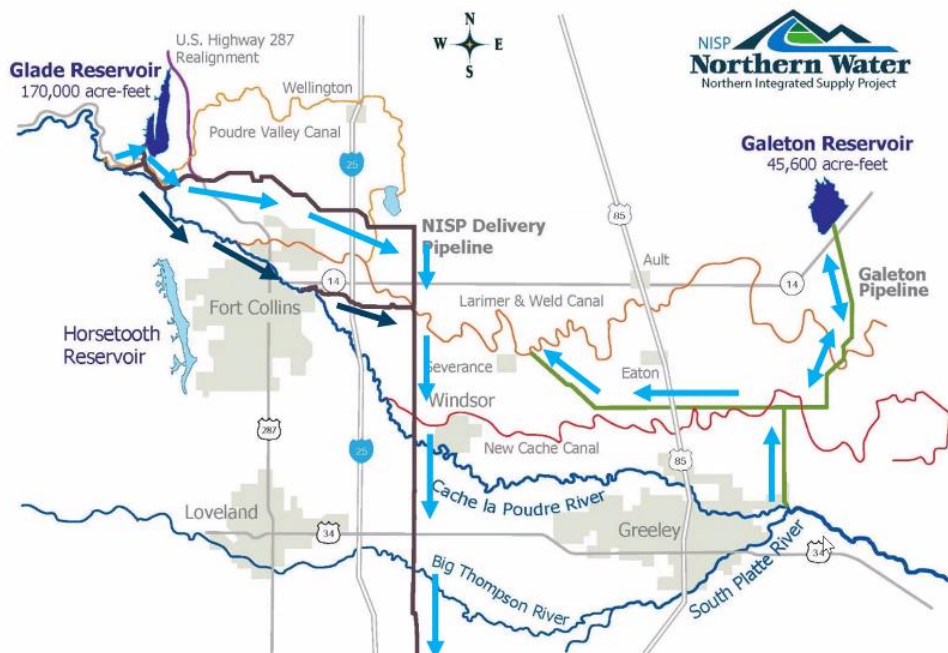 N
W E
S
NISP
Northern Water
Northern Integrated Supply Project
U.S. Highway 287
Realignment
Glade Reservoir
170,000 acre-feet
Wellington
Poudre Valley Canal
25
Galeton Reservoir
45,600 acre-feet
85
NISP Delivery
Pipeline
Ault
14
14
Galeton
Pipeline
Larimer & Weld Canal
Fort Collins
Horsetooth
Reservoir
Severance
Eaton
Windsor
287
25
New Cache Canal
85
Cache la Poudre River
Loveland
34
Greeley
34
Big Thompson River
South Platte River